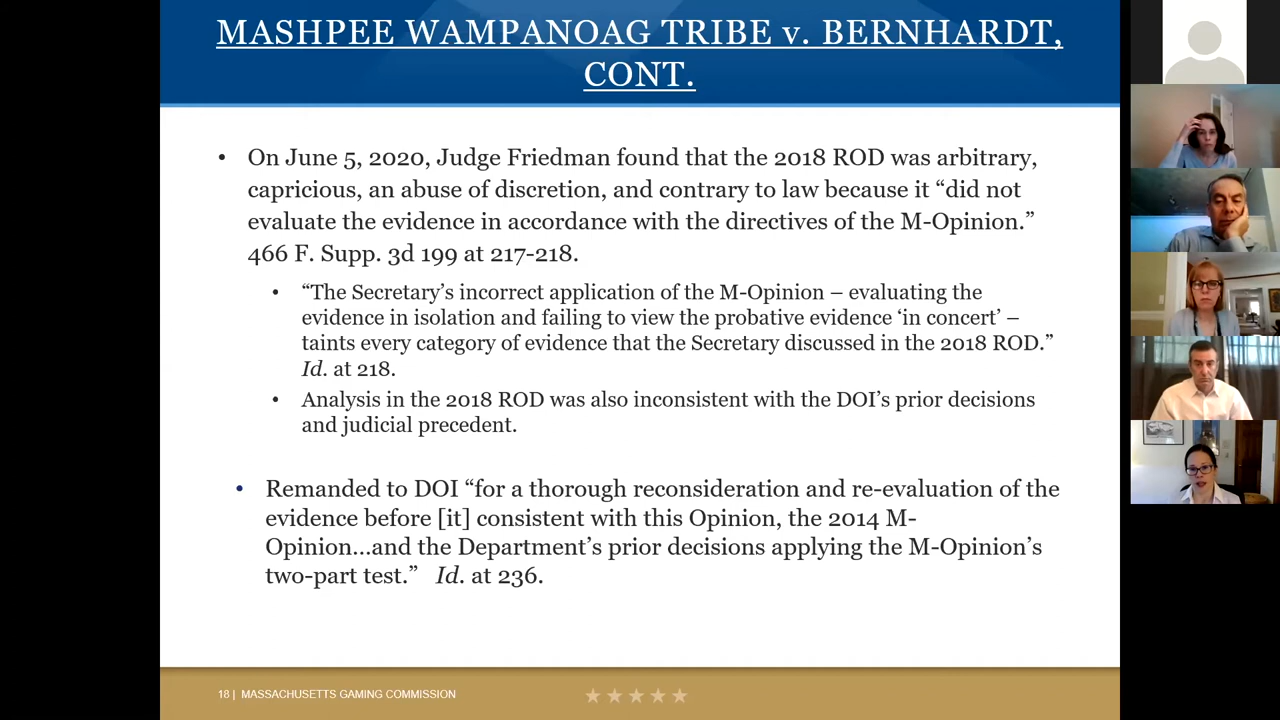 MASHPEE WAMPANOAG TRIBE v. BERNHARDT,
CONT.
• On June 5, 2020, Judge Friedman found that the 2018 ROD was arbitrary,
capricious, an abuse of discretion, and contrary to law because it “did not
evaluate the evidence in accordance with the directives of the M-Opinion.”
466 F. Supp. 3d 199 at 217-218.
• “The Secretary’s incorrect application of the M-Opinion – evaluating the
evidence in isolation and failing to view the probative evidence ‘in concert’ –
taints every category of evidence that the Secretary discussed in the 2018 ROD.”
Id. at 218.
• Analysis in the 2018 ROD was also inconsistent with the DOI’s prior decisions
and judicial precedent.
• Remanded to DOI “for a thorough reconsideration and re-evaluation of the
evidence before [it] consistent with this Opinion, the 2014 M-
Opinion...and the Department’s prior decisions applying the M-Opinion’s
two-part test.” Id. at 236.
18 | MASSACHUSETTS GAMING COMMISSION